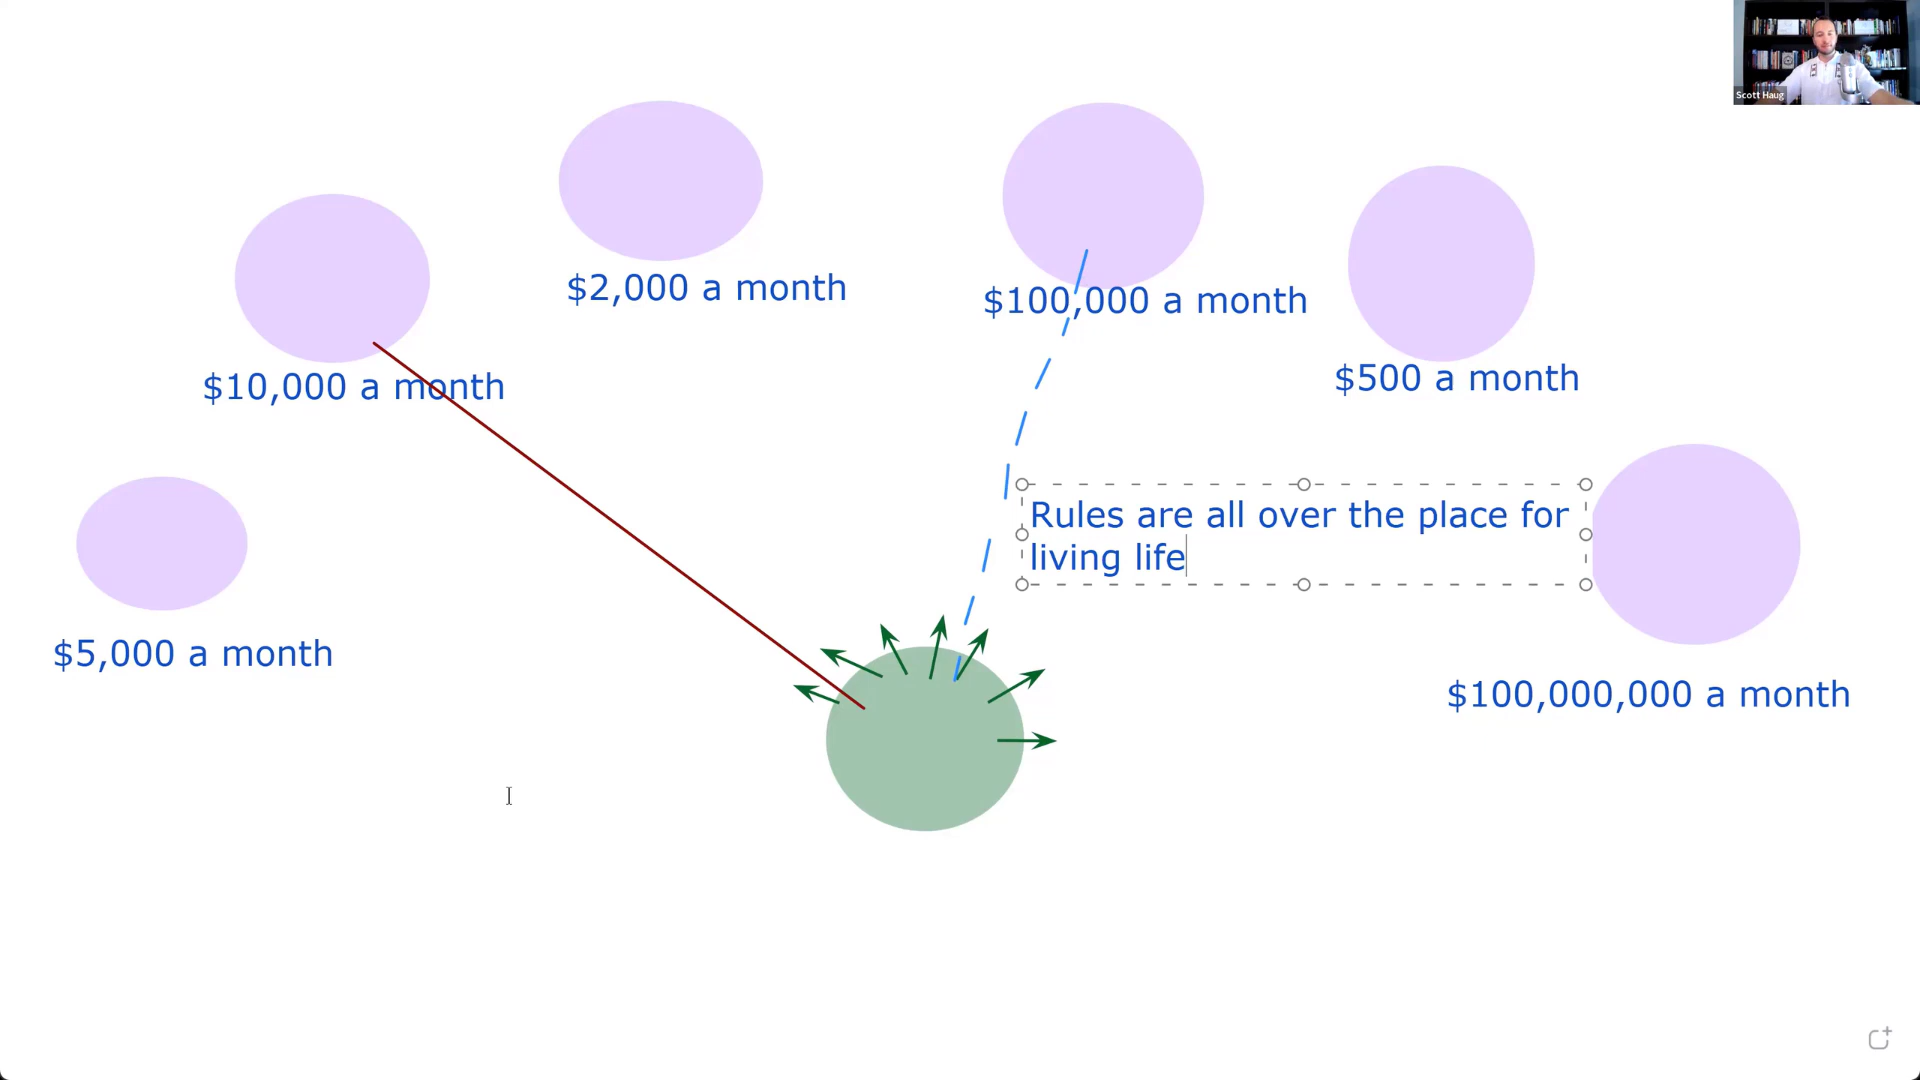 Scott Haug
$2,000 a month
$100,000 a month
$10,000 a month
$500 a month
Rules are all over the place for
living life
$5,000 a month
$100,000,000 a month